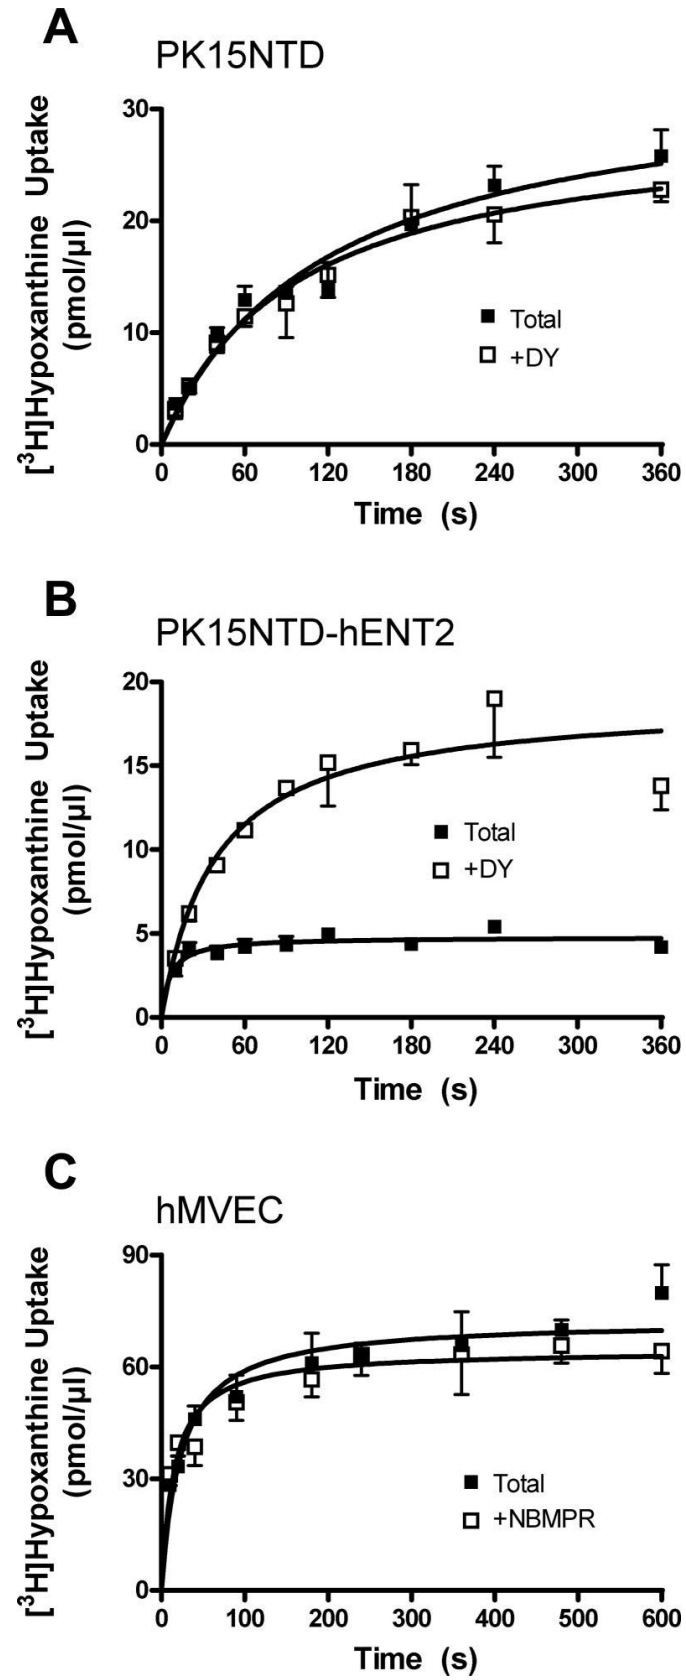 A
PK15NTD
[³H]Hypoxanthine Uptake
(pmol/µl)
30
20
10
0
Total
+DY
0 60 120 180 240 300 360
Time (s)
B
PK15NTD-hENT2
[³H]Hypoxanthine Uptake
(pmol/µl)
20
15
10
5
0
Total
+DY
0 60 120 180 240 300 360
Time (s)
C
hMVEC
[³H]Hypoxanthine Uptake
(pmol/µl)
90
60
30
0
Total
+NBMPR
0 100 200 300 400 500 600
Time (s)